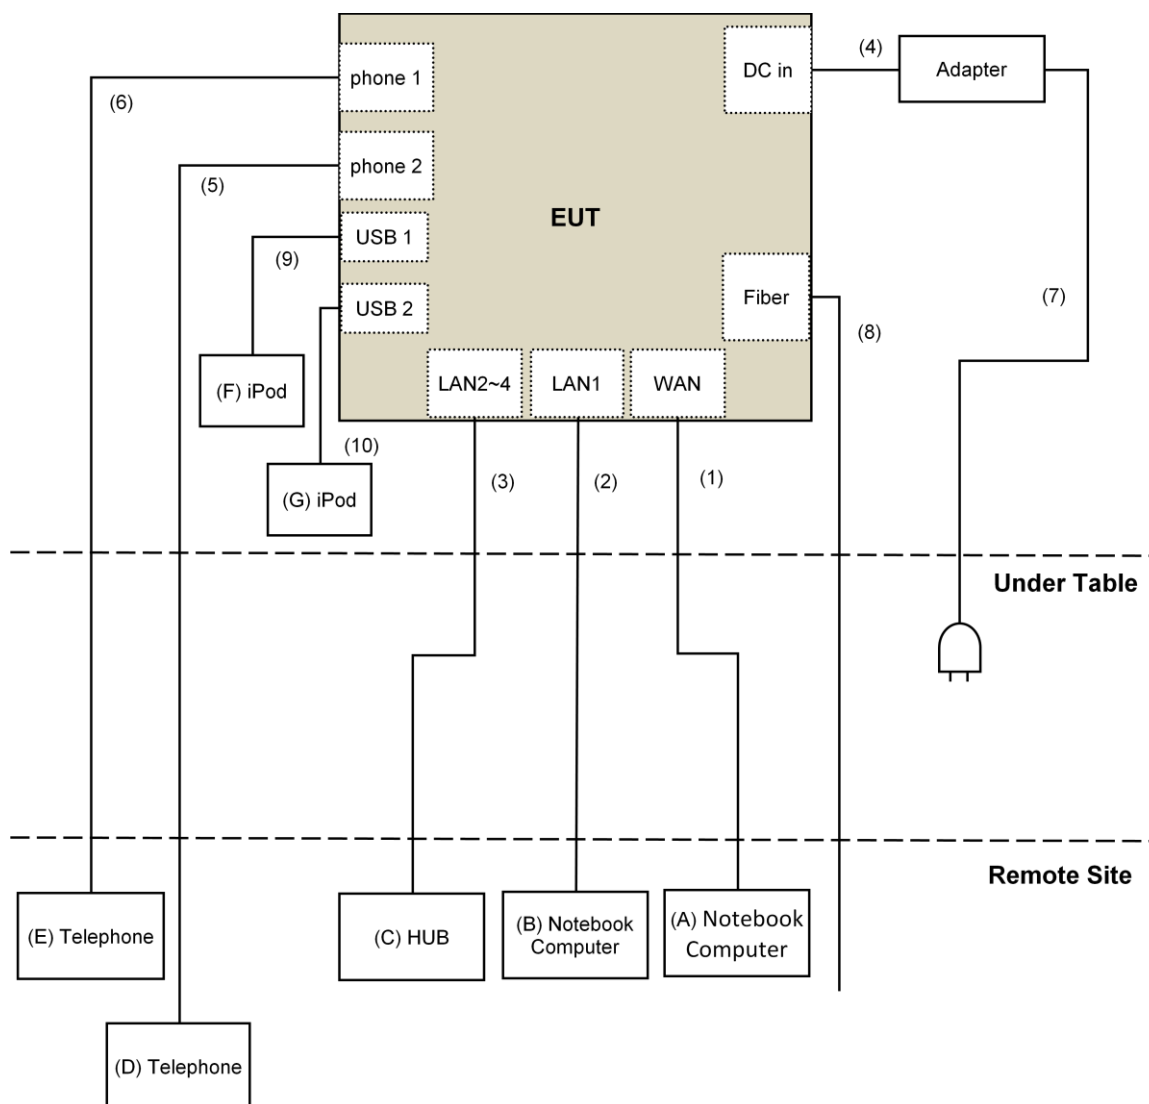 phone 1
DC in
(4)
Adapter
(6)
phone 2
(5)
EUT
USB 1
(9)
Fiber
(7)
USB 2
(8)
(F) iPod
LAN2~4
LAN1
WAN
(10)
(G) iPod
(3)
(2)
(1)
Under Table
Remote Site
(E) Telephone
(C) HUB
(B) Notebook
Computer
(A) Notebook
Computer
(D) Telephone